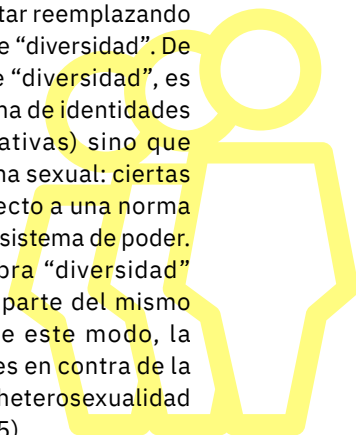 tar reemplazando
e “diversidad”. De
e “diversidad”, es
na de identidades
ativas) sino que
na sexual: ciertas
ecto a una norma
sistema de poder.
bra “diversidad”
parte del mismo
e este modo, la
es en contra de la
heterosexualidad
5)